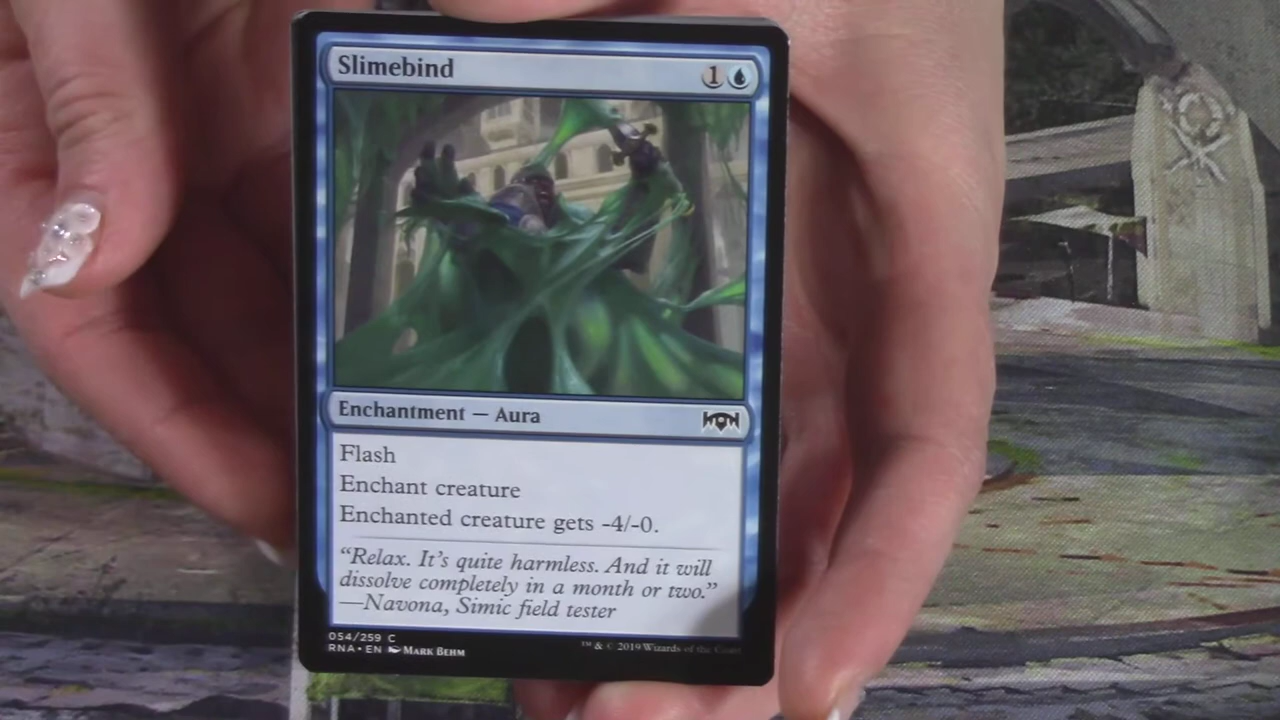 Slimebind 1
Enchantment — Aura
Flash
Enchant creature
Enchanted creature gets -4/-0.
“Relax. It’s quite harmless. And it will
dissolve completely in a month or two.”
—Navona, Simic field tester
054/259 C
RNA • EN Mark Behm
™ & © 2019 Wizards of the Coast